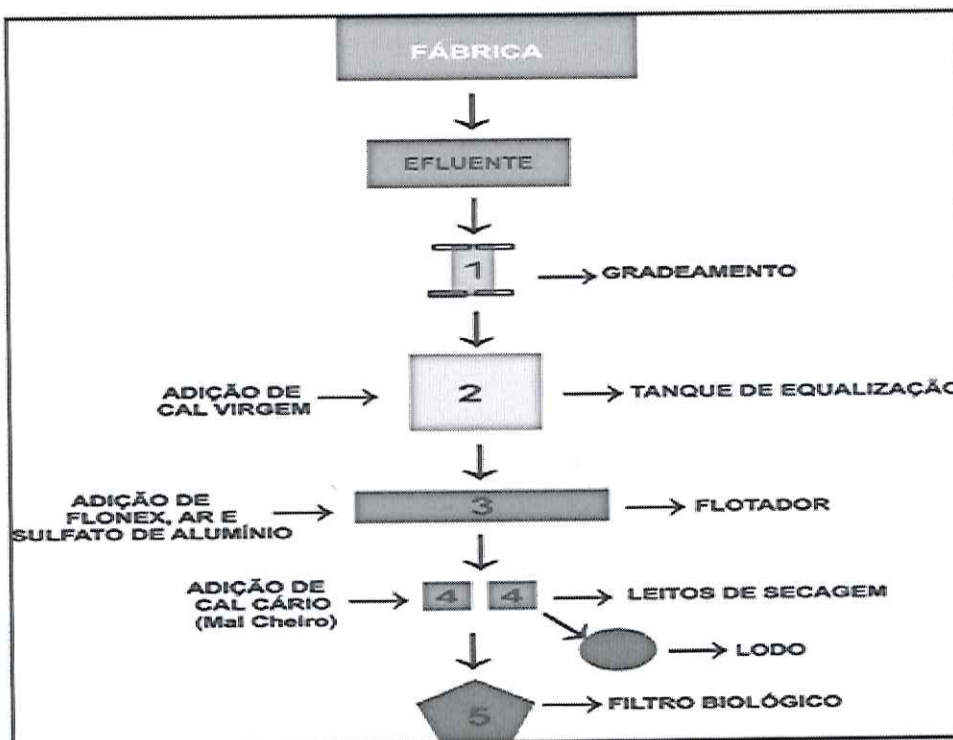 FÁBRICA
EFLUENTE
1
GRADEAMENTO
ADIÇÃO DE
CAL VIRGEM
2
TANQUE DE EQUALIZAÇÃO
ADIÇÃO DE
FLONEX, AR E
SULFATO DE ALUMÍNIO
3
FLOTADOR
ADIÇÃO DE
CAL CÁRIO
(Mal Cheiro)
4 4
LEITOS DE SECAGEM
LODO
5
FILTRO BIOLÓGICO